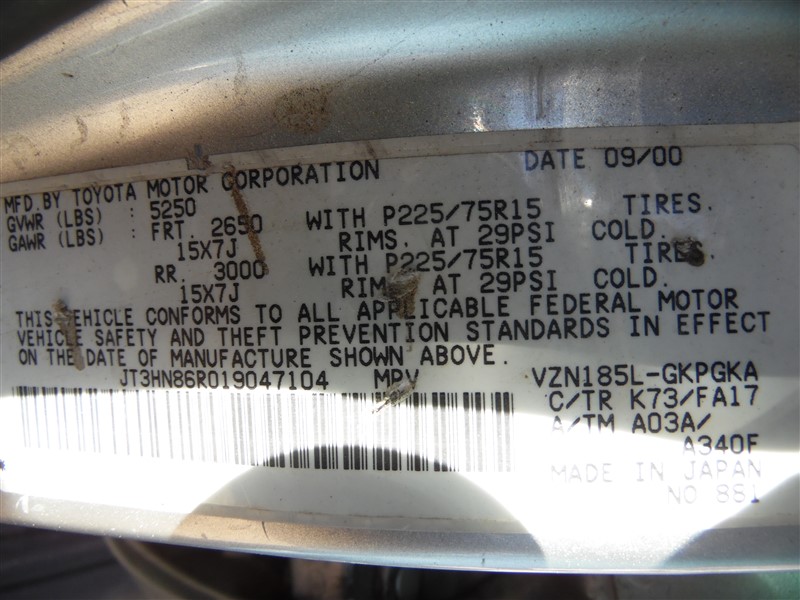 MFD.BY TOYOTA MOTOR CORPORATION DATE 09/00
GVWR (LBS) : 5250
GAWR (LBS) : FRT. 2650 WITH P225/75R15 TIRES.
15X7J RIMS. AT 29PSI COLD.
RR. 3000 WITH P225/75R15 TIRES.
15X7J RIMS. AT 29PSI COLD.
THIS VEHICLE CONFORMS TO ALL APPLICABLE FEDERAL MOTOR
VEHICLE SAFETY AND THEFT PREVENTION STANDARDS IN EFFECT
ON THE DATE OF MANUFACTURE SHOWN ABOVE.
JT3HN86R019047104 MPV VZN185L-GKPGKA
C/TR K73/FA17
A/TM A03A/
A340F
MADE IN JAPAN
NO 881